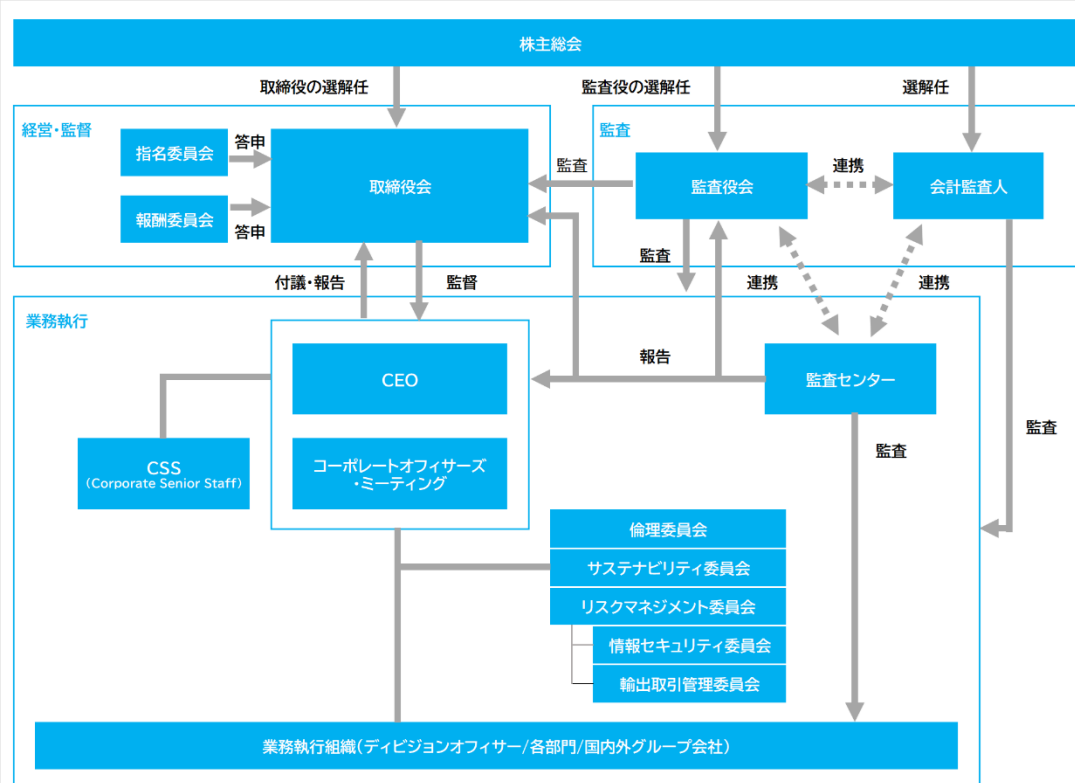 株主総会
取締役の選解任
監査役の選解任
選解任
経営・監督
監査
指名委員会
答申
取締役会
報酬委員会
答申
監査
監査役会
連携
会計監査人
付議・報告
監督
監査
連携
連携
業務執行
CEO
報告
監査センター
監査
監査
CSS
(Corporate Senior Staff)
コーポレートオフィサーズ
・ミーティング
倫理委員会
サステナビリティ委員会
リスクマネジメント委員会
情報セキュリティ委員会
輸出取引管理委員会
業務執行組織(ディビジョンオフィサー/各部門/国内外グループ会社)